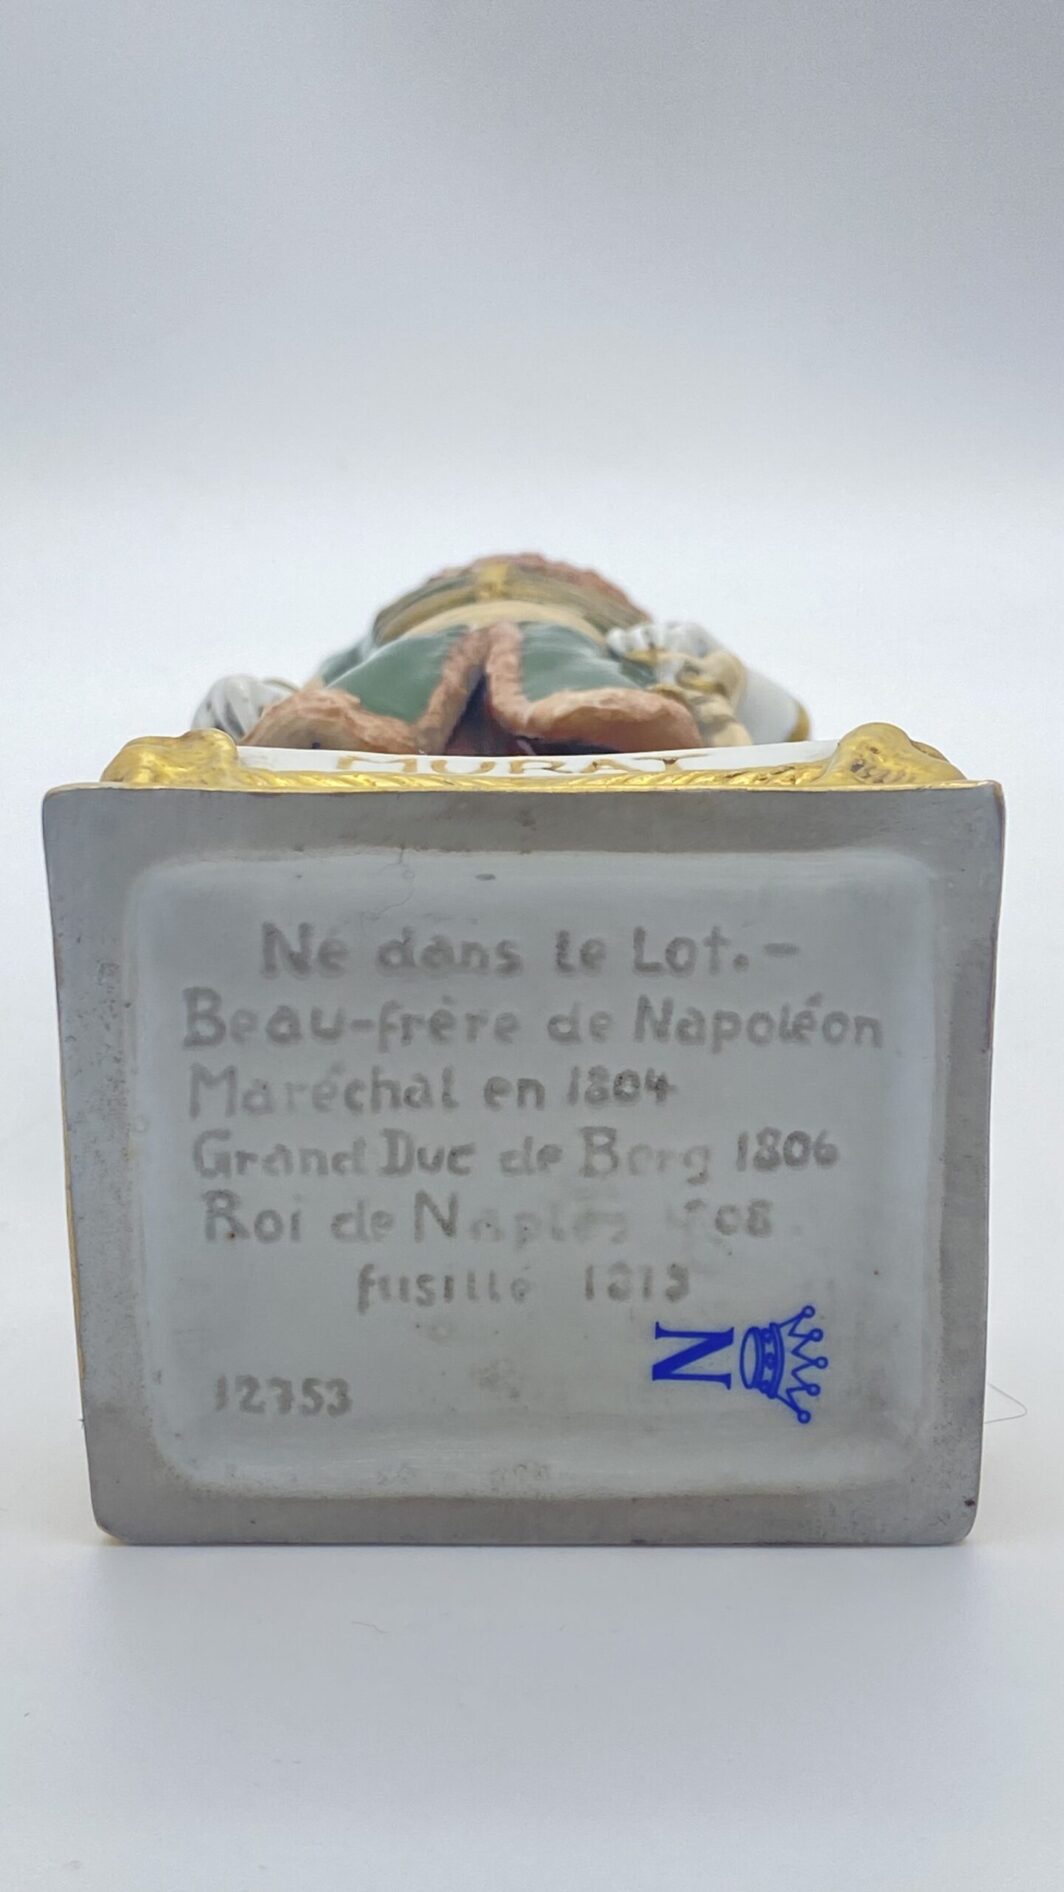 MURAT
Né dans le Lot. -
Beau-frère de Napoléon
Maréchal en 1804
Grand Duc de Berg 1806
Roi de Naples
fusillé
12753
N